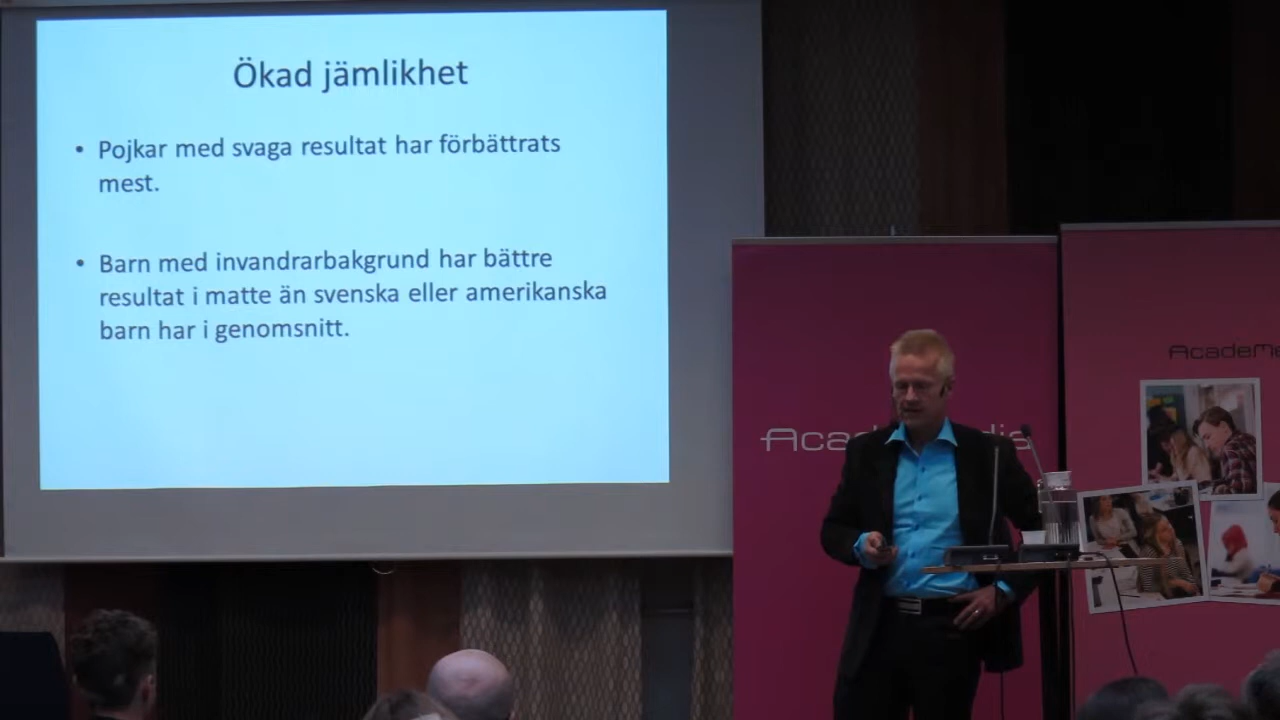 Ökad jämlikhet
• Pojkar med svaga resultat har förbättrats
mest.
• Barn med invandrarbakgrund har bättre
resultat i matte än svenska eller amerikanska
barn har i genomsnitt.